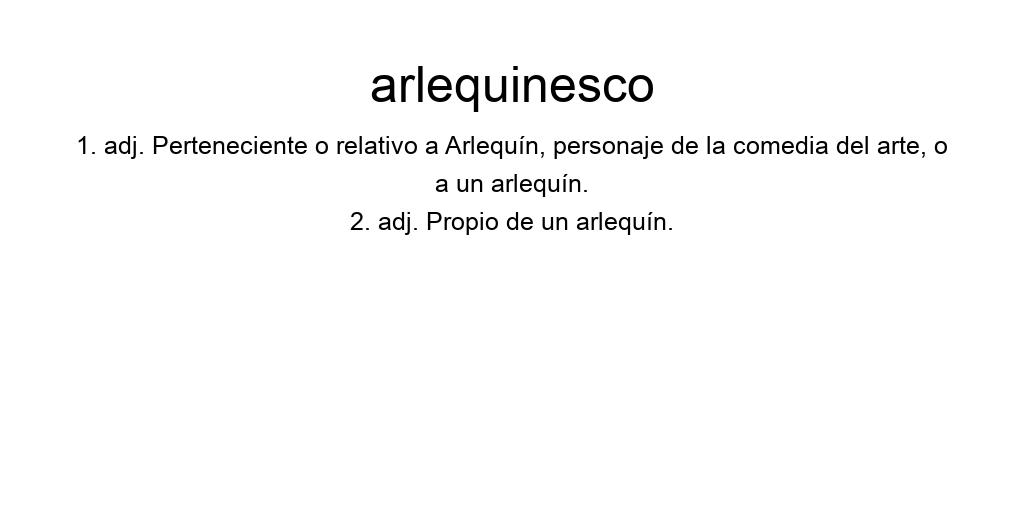 arlequinesco
1. adj. Perteneciente o relativo a Arlequín, personaje de la comedia del arte, o
a un arlequín.
2. adj. Propio de un arlequín.